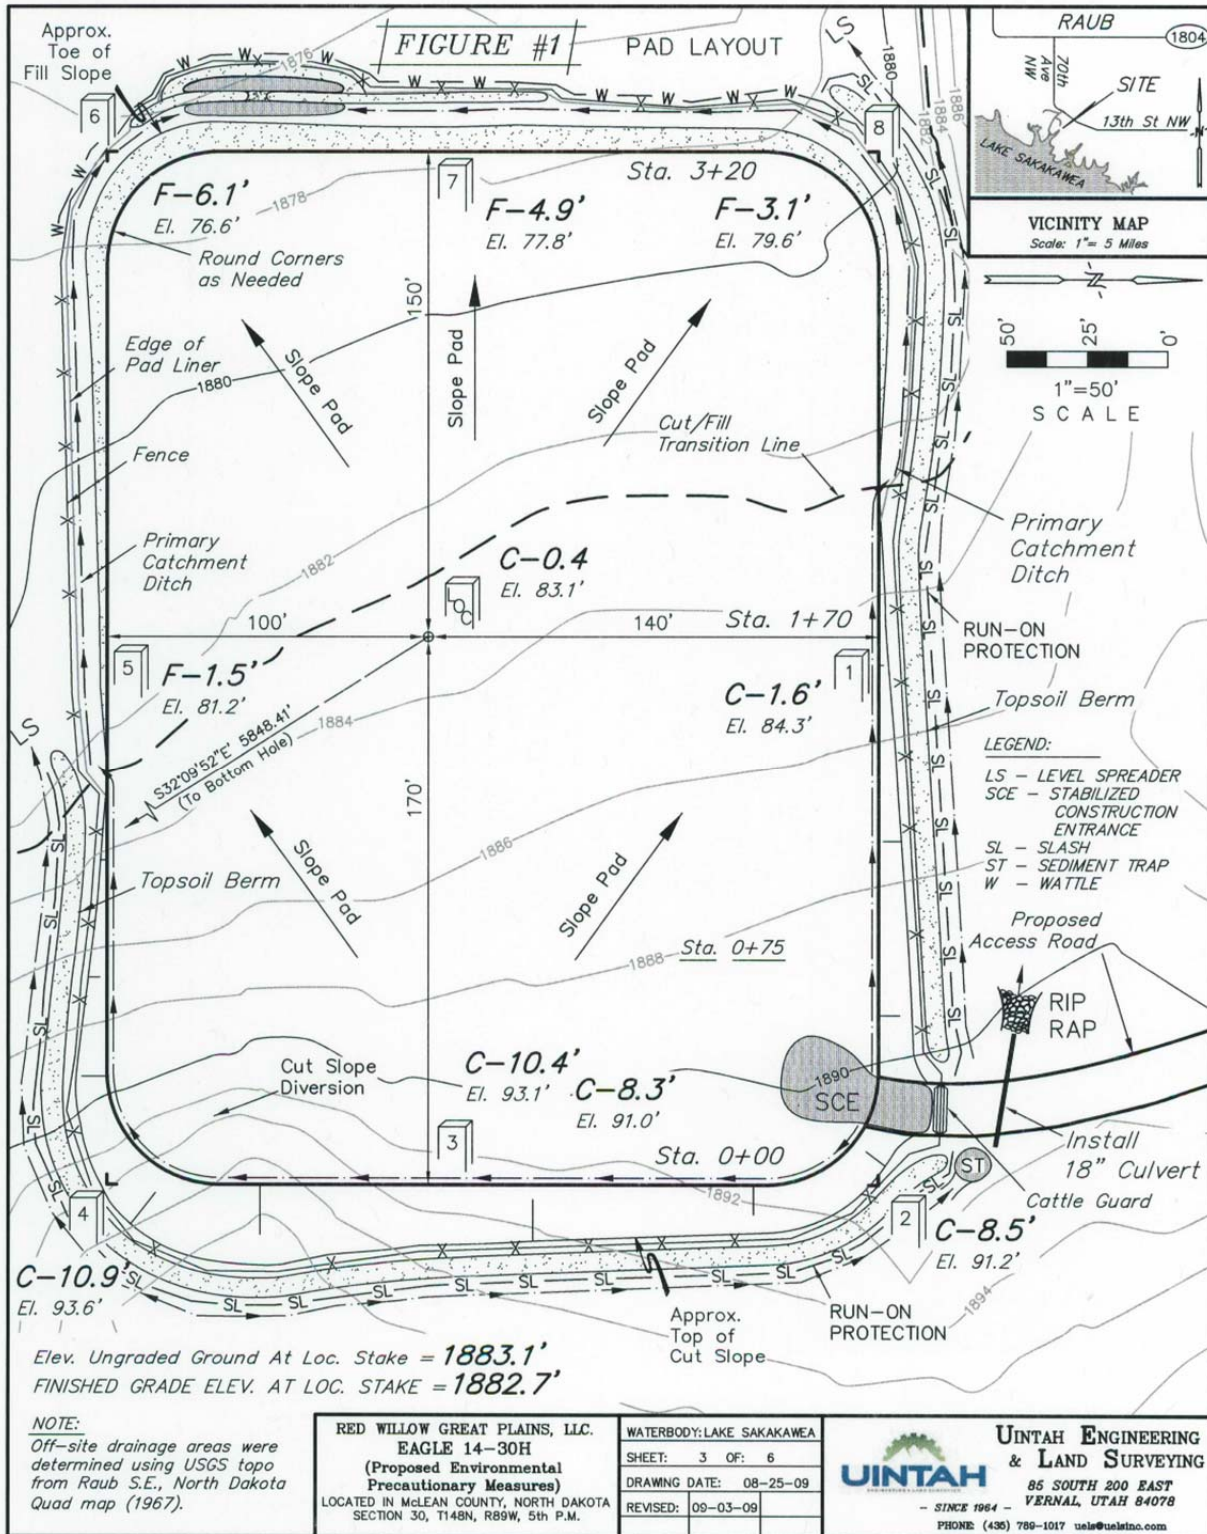 Approx.
Toe of
Fill Slope
FIGURE #1
PAD LAYOUT
LS
1876
1880
1882
1884
1886
RAUB
1804
70th
Ave
NW
SITE
13th St NW
LAKE SAKAKAWEA
N
VICINITY MAP
Scale: 1"= 5 Miles
6
7
8
Sta. 3+20
F-6.1'
El. 76.6'
1878
F-4.9'
El. 77.8'
F-3.1'
El. 79.6'
Round Corners
as Needed
150'
Slope Pad
Slope Pad
Slope Pad
Edge of
Pad Liner
1880
50'
25'
0'
1"=50'
SCALE
Cut/Fill
Transition Line
Fence
Primary
Catchment
Ditch
Primary
Catchment
Ditch
1882
C-0.4
El. 83.1'
LOC
100'
140'
Sta. 1+70
RUN-ON
PROTECTION
5
F-1.5'
El. 81.2'
1
C-1.6'
El. 84.3'
Topsoil Berm
1884
S32°09'52"E' 5848.41'
(To Bottom Hole)
170'
LS
LEGEND:
LS - LEVEL SPREADER
SCE - STABILIZED
CONSTRUCTION
ENTRANCE
SL - SLASH
ST - SEDIMENT TRAP
W - WATTLE
1886
Slope Pad
Slope Pad
Topsoil Berm
Proposed
Access Road
1888
Sta. 0+75
RIP
RAP
Cut Slope
Diversion
C-10.4'
El. 93.1'
C-8.3'
El. 91.0'
1890
SCE
3
Sta. 0+00
ST
Install
18" Culvert
Cattle Guard
1892
4
2
C-8.5'
El. 91.2'
C-10.9'
El. 93.6'
1894
Approx.
Top of
Cut Slope
RUN-ON
PROTECTION
Elev. Ungraded Ground At Loc. Stake = 1883.1'
FINISHED GRADE ELEV. AT LOC. STAKE = 1882.7'
NOTE:
Off-site drainage areas were
determined using USGS topo
from Raub S.E., North Dakota
Quad map (1967).
RED WILLOW GREAT PLAINS, LLC.
EAGLE 14-30H
(Proposed Environmental
Precautionary Measures)
LOCATED IN McLEAN COUNTY, NORTH DAKOTA
SECTION 30, T148N, R89W, 5th P.M.
WATERBODY: LAKE SAKAKAWEA
SHEET: 3 OF: 6
DRAWING DATE: 08-25-09
REVISED: 09-03-09
UINTAH
ENGINEERING & LAND SURVEYING
- SINCE 1964 -
UINTAH ENGINEERING
& LAND SURVEYING
85 SOUTH 200 EAST
VERNAL, UTAH 84078
PHONE: (435) 789-1017 uels@uelsinc.com